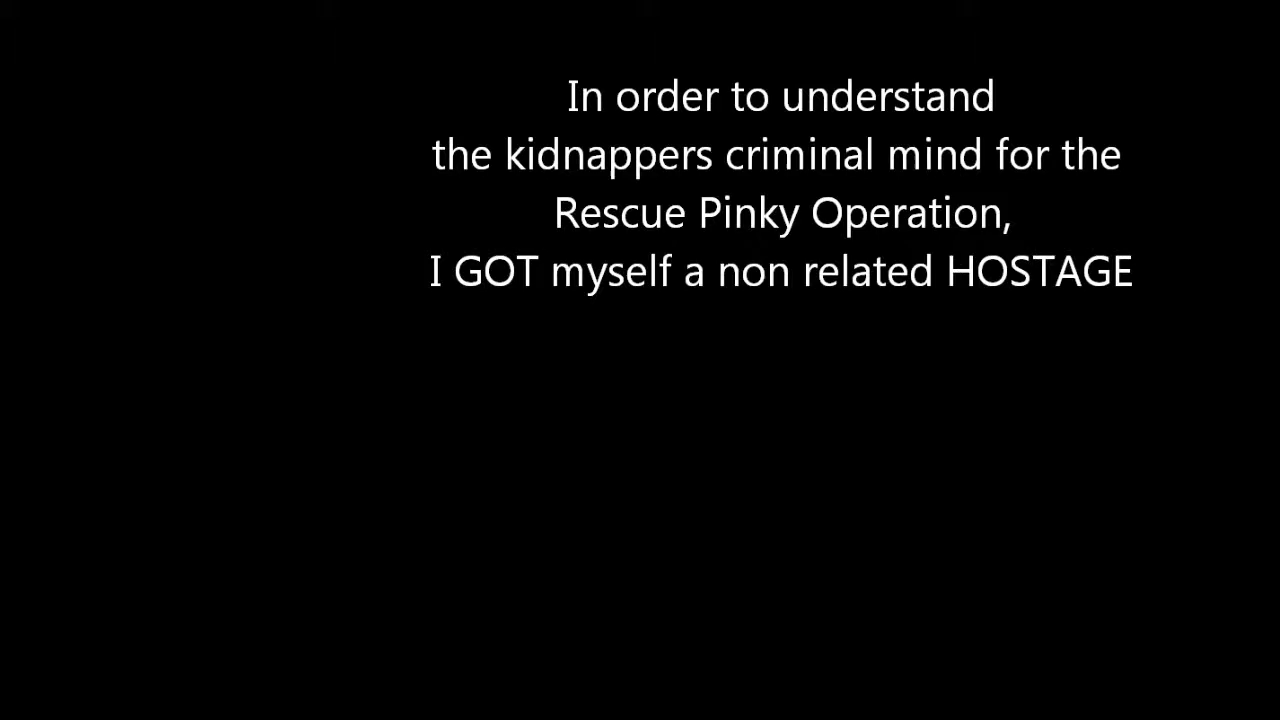 In order to understand
the kidnappers criminal mind for the
Rescue Pinky Operation,
I GOT myself a non related HOSTAGE